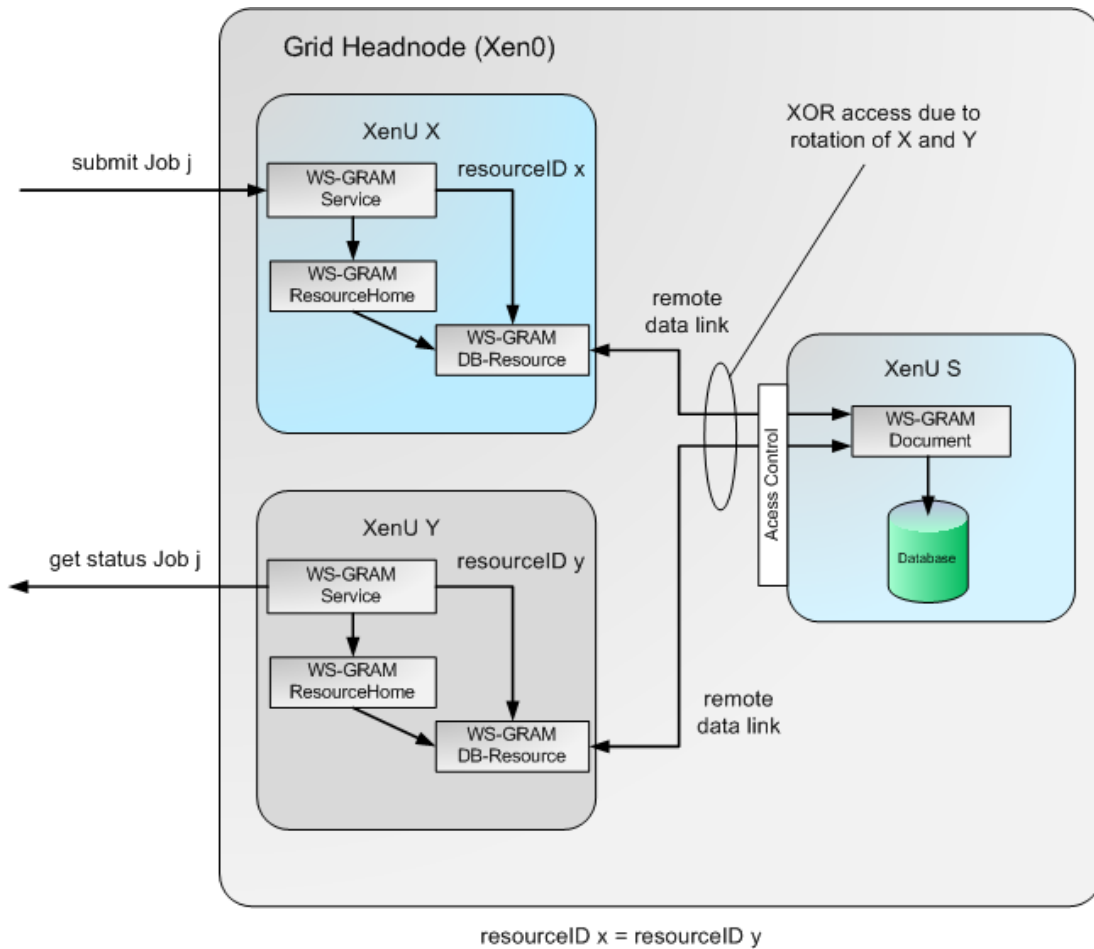 Grid Headnode (Xen0)
XenU X
submit Job j
WS-GRAM
Service
resourceID x
WS-GRAM
ResourceHome
WS-GRAM
DB-Resource
XOR access due to
rotation of X and Y
remote
data link
XenU S
Acess Control
WS-GRAM
Document
Database
XenU Y
get status Job j
WS-GRAM
Service
resourceID y
WS-GRAM
ResourceHome
WS-GRAM
DB-Resource
remote
data link
resourceID x = resourceID y